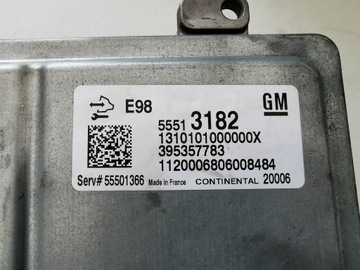 E98
GM
5551 3182
1310101000000X
395357783
1120006806008484
Serv# 55501366 Made in France CONTINENTAL 20006